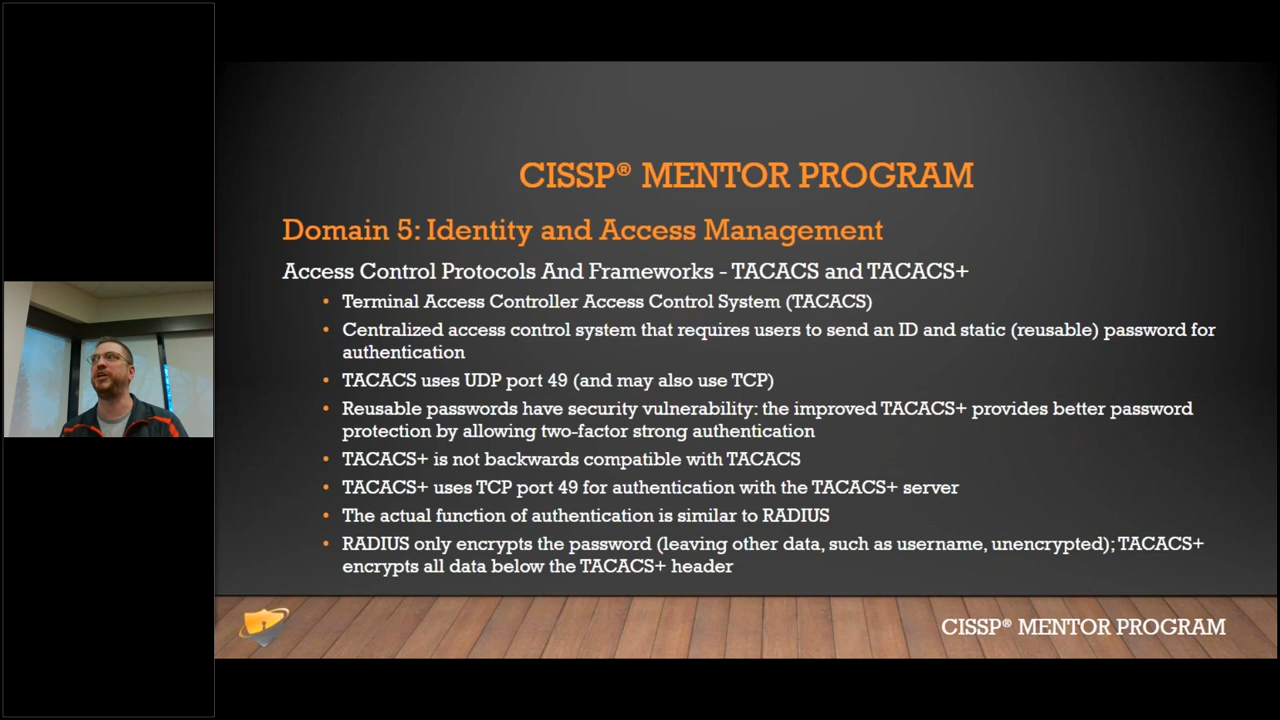 CISSP® MENTOR PROGRAM
Domain 5: Identity and Access Management
Access Control Protocols And Frameworks - TACACS and TACACS+
• Terminal Access Controller Access Control System (TACACS)
• Centralized access control system that requires users to send an ID and static (reusable) password for
authentication
• TACACS uses UDP port 49 (and may also use TCP)
• Reusable passwords have security vulnerability: the improved TACACS+ provides better password
protection by allowing two-factor strong authentication
• TACACS+ is not backwards compatible with TACACS
• TACACS+ uses TCP port 49 for authentication with the TACACS+ server
• The actual function of authentication is similar to RADIUS
• RADIUS only encrypts the password (leaving other data, such as username, unencrypted); TACACS+
encrypts all data below the TACACS+ header
CISSP® MENTOR PROGRAM